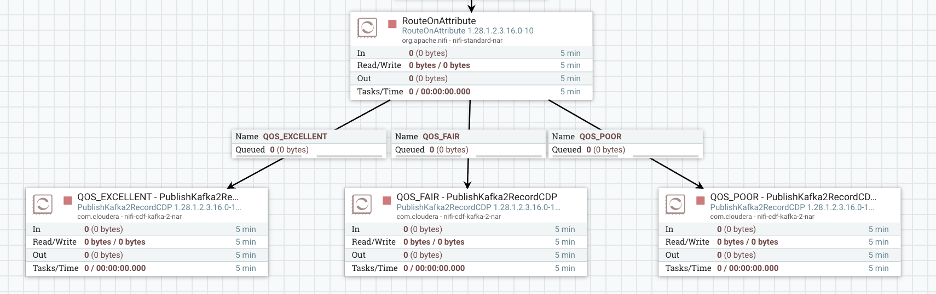 RouteOnAttribute
RouteOnAttribute 1.28.1.2.3.16.0-10
org.apache.nifi - nifi-standard-nar
In 0 (0 bytes) 5 min
Read/Write 0 bytes / 0 bytes 5 min
Out 0 (0 bytes) 5 min
Tasks/Time 0 / 00:00:00.000 5 min
Name QOS_EXCELLENT
Queued 0 (0 bytes)
Name QOS_FAIR
Queued 0 (0 bytes)
Name QOS_POOR
Queued 0 (0 bytes)
QOS_EXCELLENT - PublishKafka2Re...
PublishKafka2RecordCDP 1.28.1.2.3.16.0-1...
com.cloudera - nifi-cdf-kafka-2-nar
In 0 (0 bytes) 5 min
Read/Write 0 bytes / 0 bytes 5 min
Out 0 (0 bytes) 5 min
Tasks/Time 0 / 00:00:00.000 5 min
QOS_FAIR - PublishKafka2RecordCDP
PublishKafka2RecordCDP 1.28.1.2.3.16.0-1...
com.cloudera - nifi-cdf-kafka-2-nar
In 0 (0 bytes) 5 min
Read/Write 0 bytes / 0 bytes 5 min
Out 0 (0 bytes) 5 min
Tasks/Time 0 / 00:00:00.000 5 min
QOS_POOR - PublishKafka2RecordCD...
PublishKafka2RecordCDP 1.28.1.2.3.16.0-1...
com.cloudera - nifi-cdf-kafka-2-nar
In 0 (0 bytes) 5 min
Read/Write 0 bytes / 0 bytes 5 min
Out 0 (0 bytes) 5 min
Tasks/Time 0 / 00:00:00.000 5 min